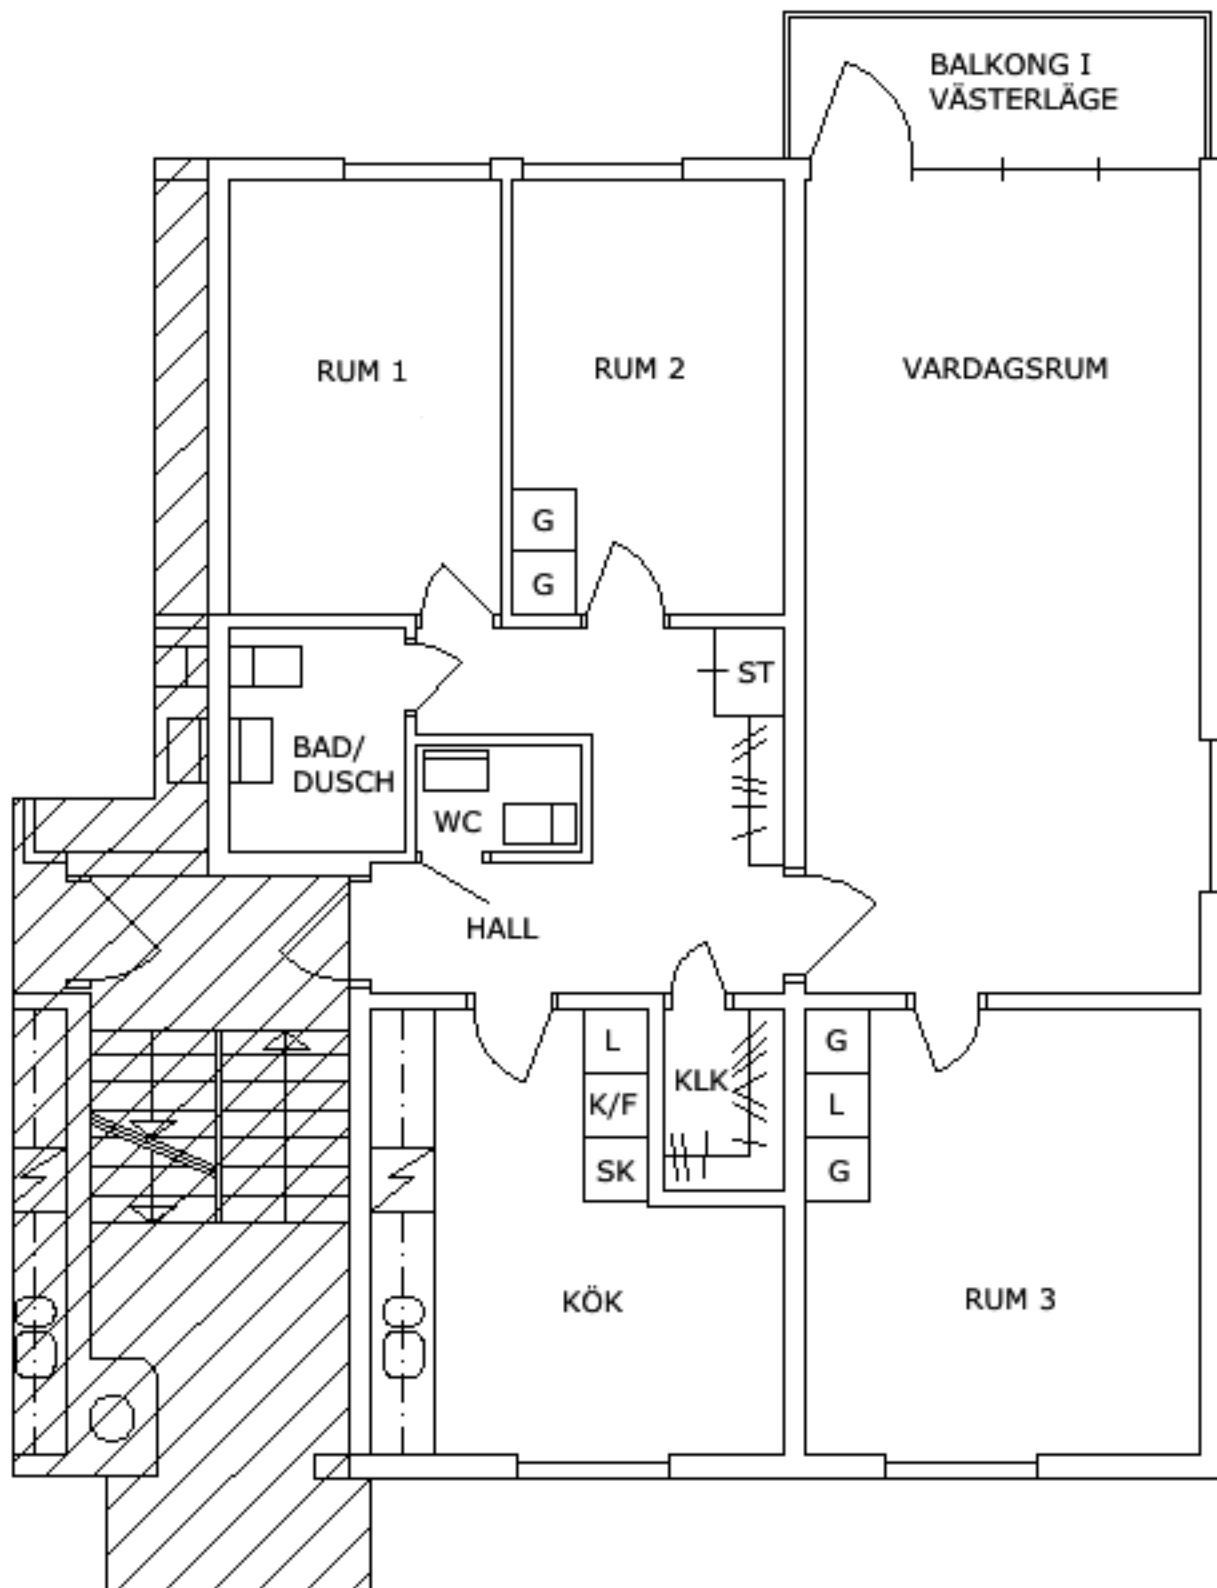 BALKONG I
VÄSTERLÄGE
RUM 1
RUM 2
VARDAGSRUM
G
G
ST
BAD/
DUSCH
WC
HALL
L
K/F
SK
KLK
G
L
G
KÖK
RUM 3